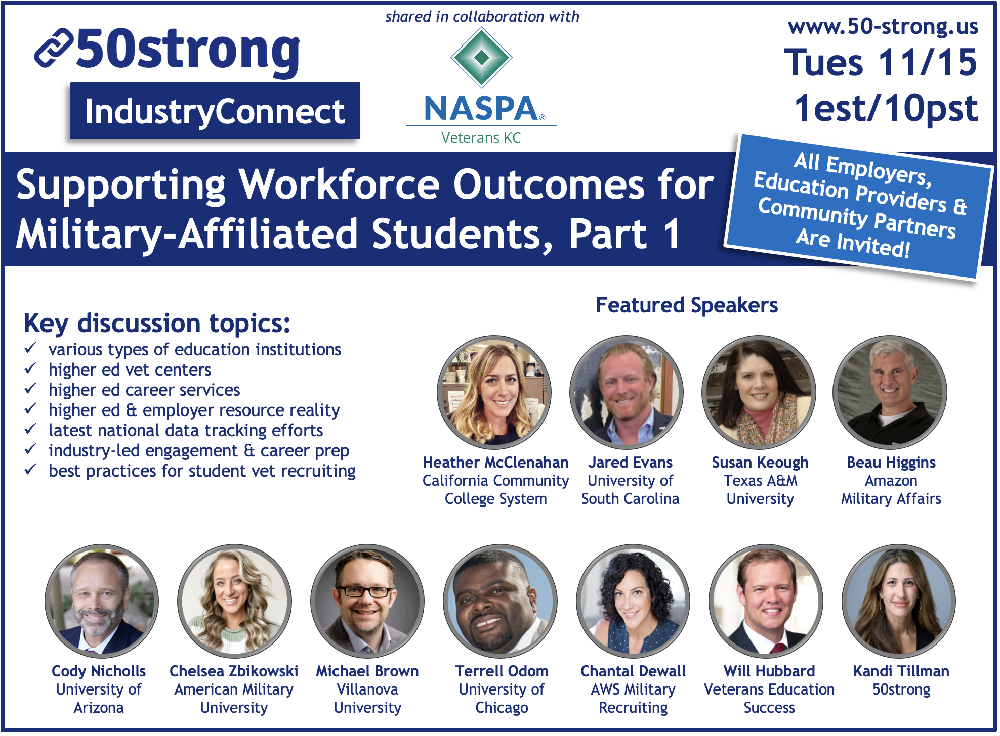 shared in collaboration with
50strong
IndustryConnect
NASPA®
Veterans KC
www.50-strong.us
Tues 11/15
1est/10pst
Supporting Workforce Outcomes for
Military-Affiliated Students, Part 1
All Employers,
Education Providers &
Community Partners
Are Invited!
Key discussion topics:
✓ various types of education institutions
✓ higher ed vet centers
✓ higher ed career services
✓ higher ed & employer resource reality
✓ latest national data tracking efforts
✓ industry-led engagement & career prep
✓ best practices for student vet recruiting
Featured Speakers
Heather McClenahan
California Community
College System
Jared Evans
University of
South Carolina
Susan Keough
Texas A&M
University
Beau Higgins
Amazon
Military Affairs
Cody Nicholls
University of
Arizona
Chelsea Zbikowski
American Military
University
Michael Brown
Villanova
University
Terrell Odom
University of
Chicago
Chantal Dewall
AWS Military
Recruiting
Will Hubbard
Veterans Education
Success
Kandi Tillman
50strong